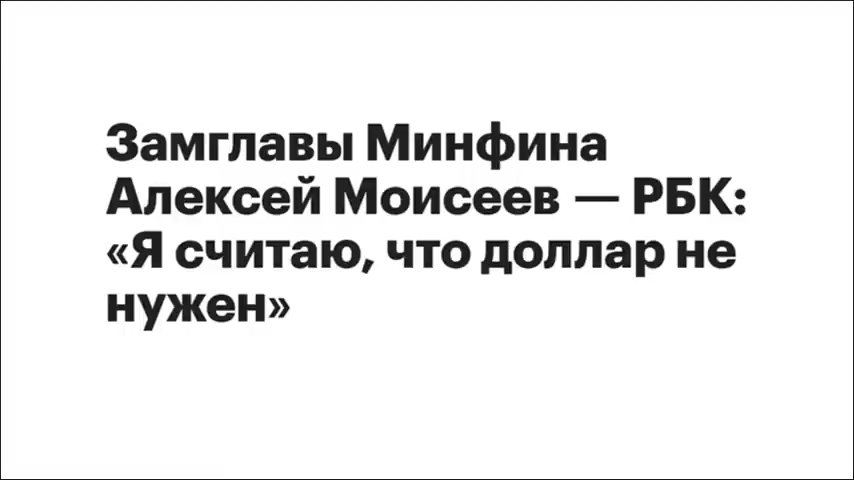 Замглавы Минфина
Алексей Моисеев — РБК:
«Я считаю, что доллар не
нужен»